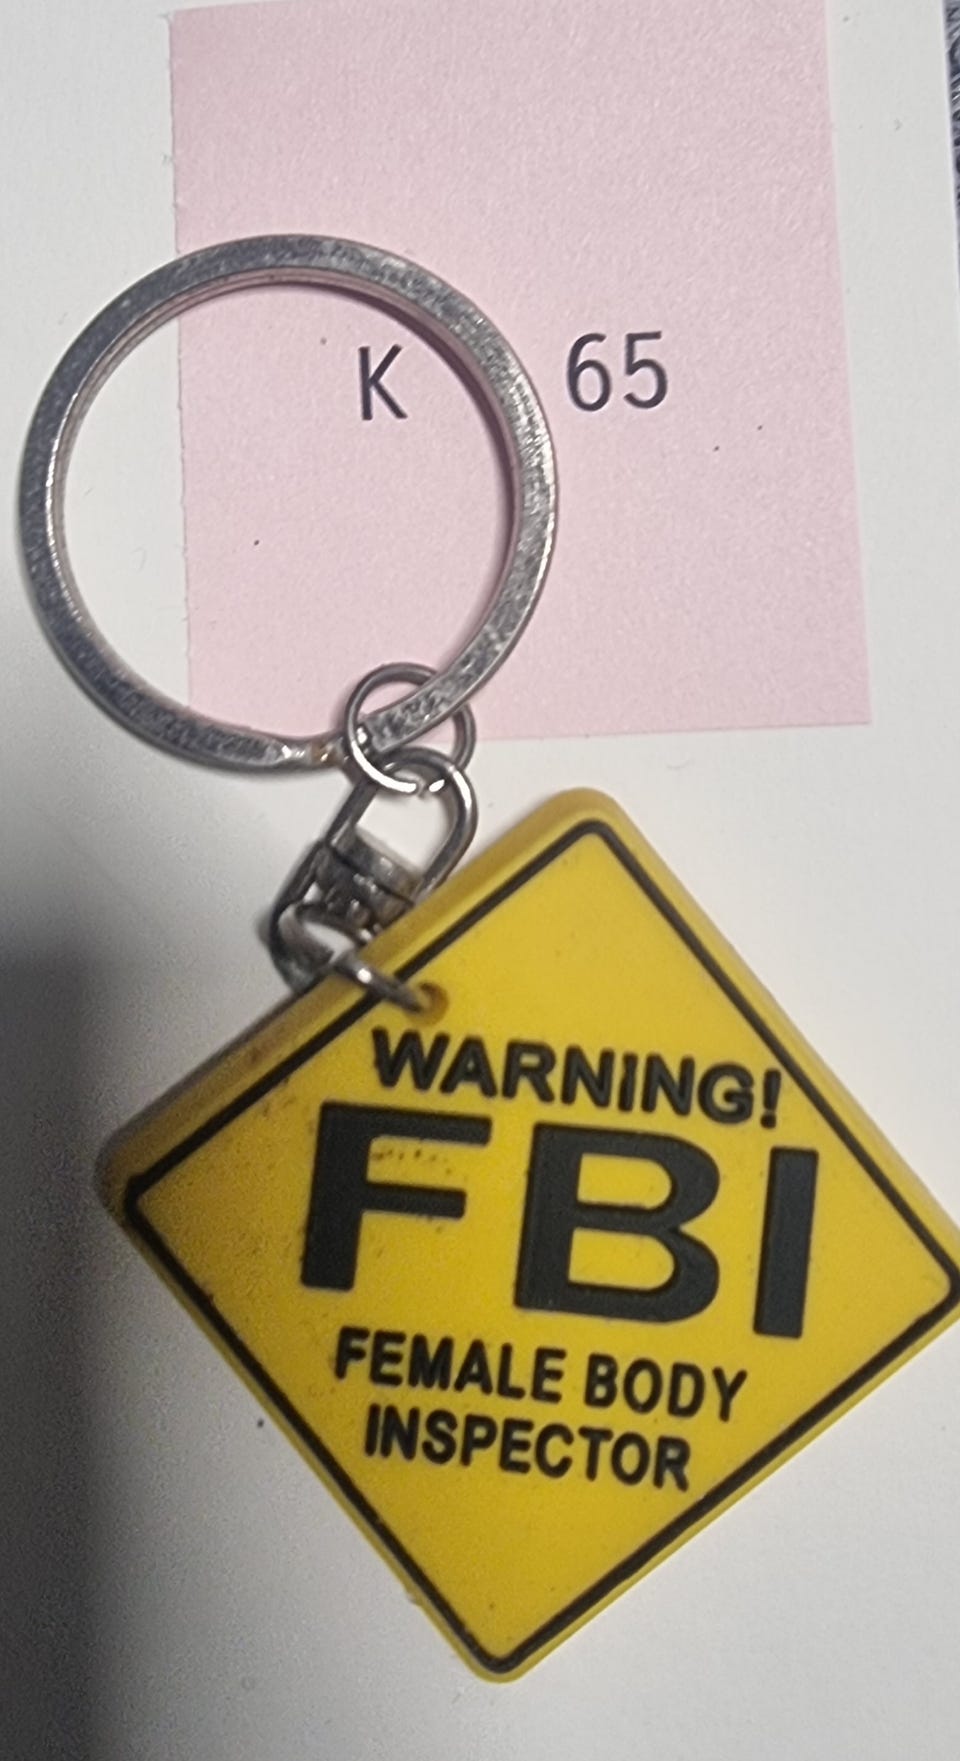 K 65
WARNING!
FBI
FEMALE BODY
INSPECTOR